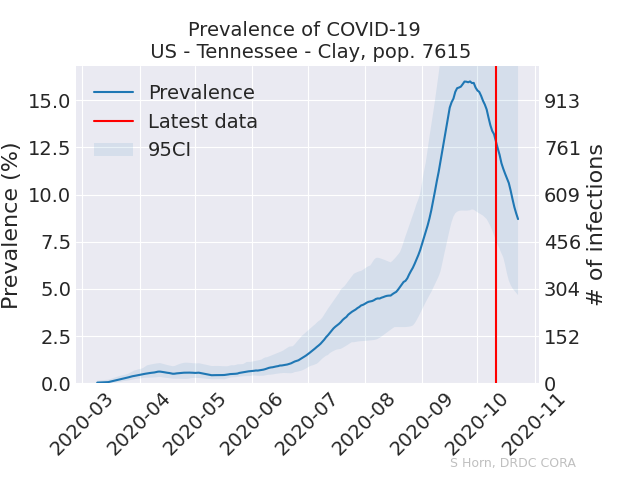 Prevalence of COVID-19
US - Tennessee - Clay, pop. 7615
Prevalence
Latest data
95CI
Prevalence (%)
15.0
12.5
10.0
7.5
5.0
2.5
0.0
913
761
609
456
304
152
0
# of infections
2020-03
2020-04
2020-05
2020-06
2020-07
2020-08
2020-09
2020-10
2020-11
S Horn, DRDC CORA